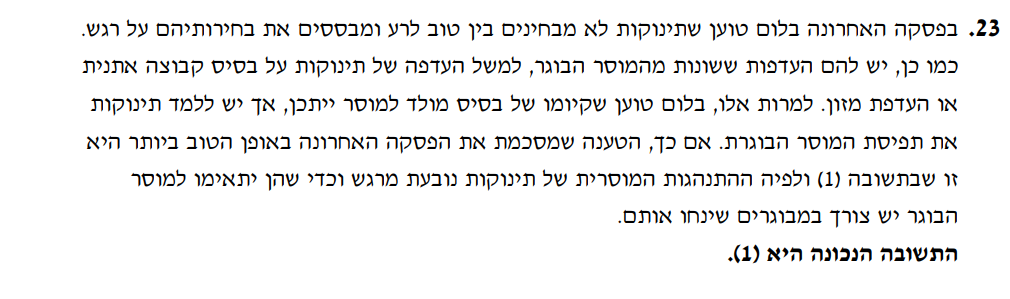 23. בפסקה האחרונה בלום טוען שתינוקות לא מבחינים בין טוב לרע ומבססים את בחירותיהם על רגש.
כמו כן, יש להם העדפות ששונות מהמוסר הבוגר, למשל העדפה של תינוקות על בסיס קבוצה אתנית
או העדפת מזון. למרות אלו, בלום טוען שקיומו של בסיס מולד למוסר ייתכן, אך יש ללמד תינוקות
את תפיסת המוסר הבוגרת. אם כך, הטענה שמסכמת את הפסקה האחרונה באופן הטוב ביותר היא
זו שבתשובה (1) ולפיה ההתנהגות המוסרית של תינוקות נובעת מרגש וכדי שהן יתאימו למוסר
הבוגר יש צורך במבוגרים שינחו אותם.
התשובה הנכונה היא (1).